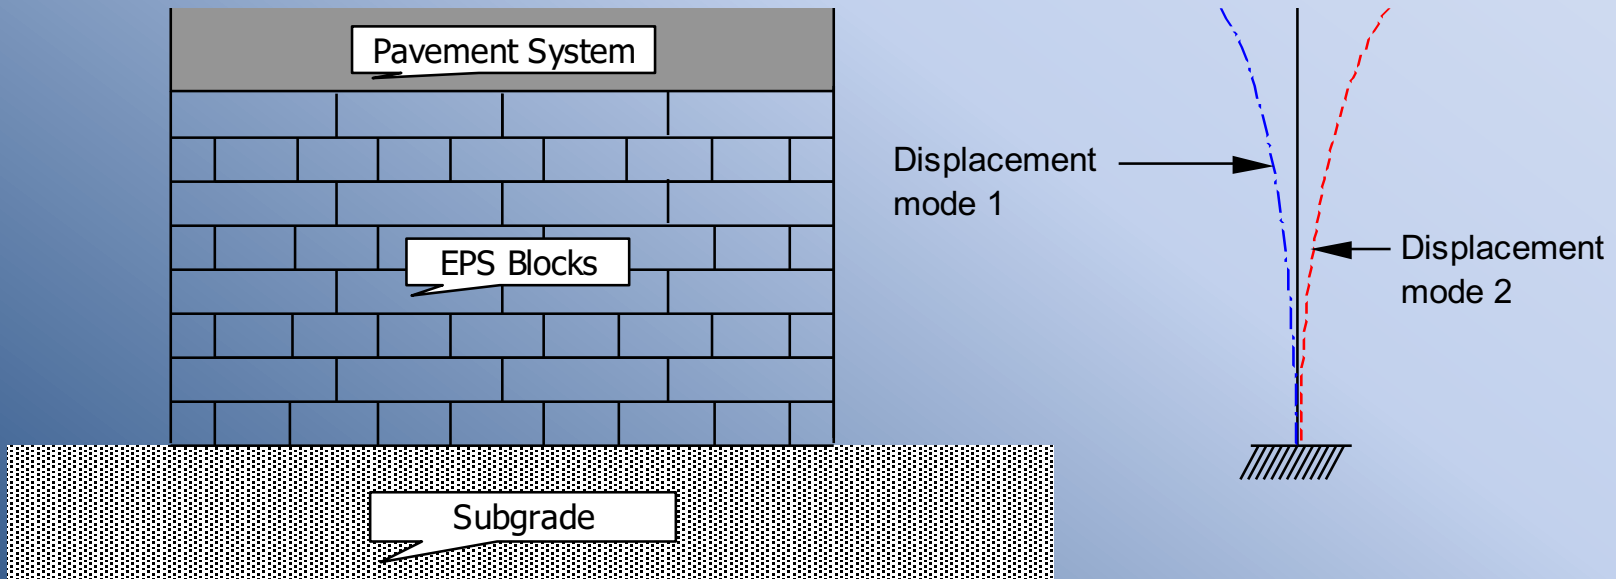 Pavement System
EPS Blocks
Subgrade
Displacement
mode 1
Displacement
mode 2